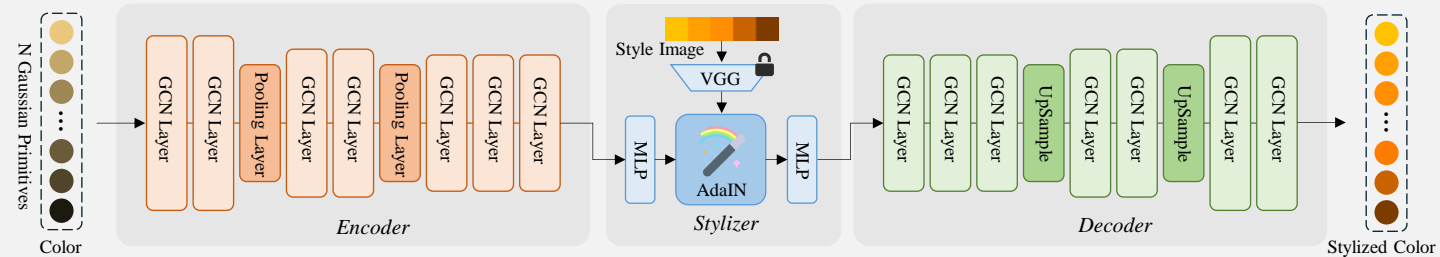 N Gaussian Primitives
Color
GCN Layer
GCN Layer
Pooling Layer
GCN Layer
GCN Layer
Pooling Layer
GCN Layer
GCN Layer
GCN Layer
Encoder
Style Image
VGG
MLP
AdaIN
MLP
Stylizer
GCN Layer
GCN Layer
GCN Layer
UpSample
GCN Layer
GCN Layer
UpSample
GCN Layer
GCN Layer
Decoder
Stylized Color